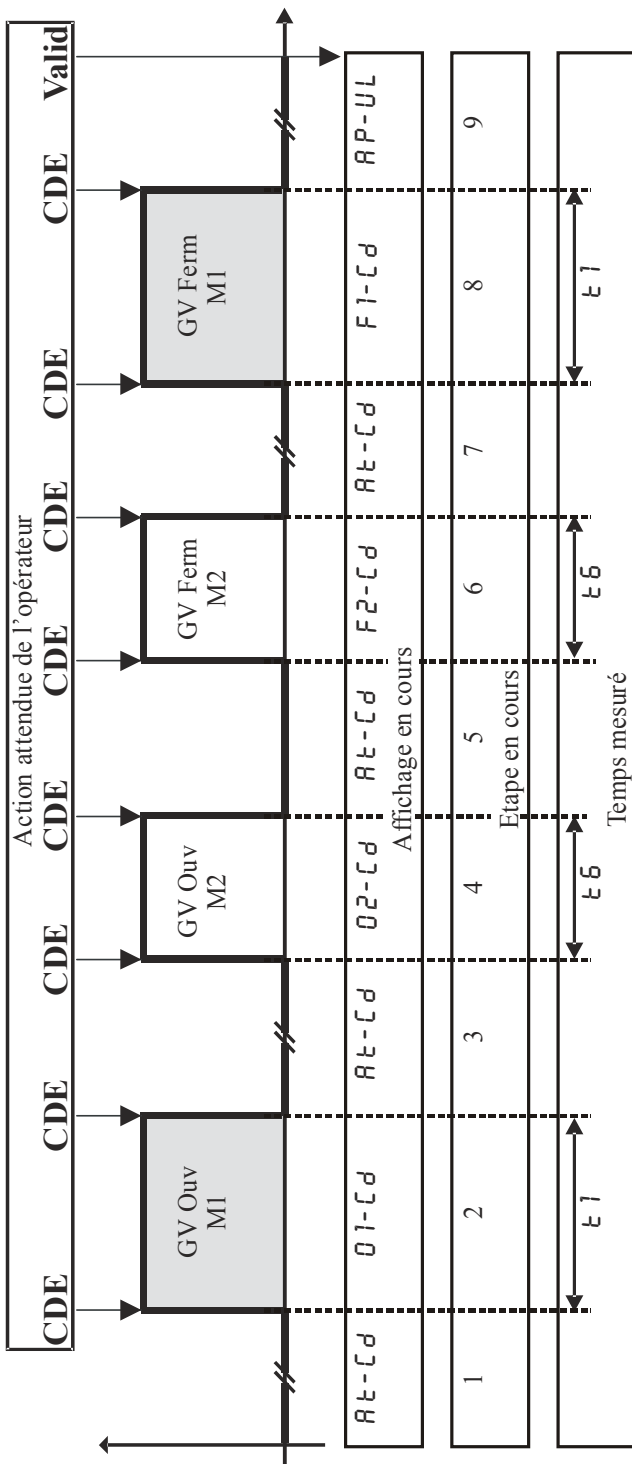 Action attendue de l’opérateur
CDE CDE CDE CDE CDE CDE CDE CDE Valid
GV Ouv
M1
GV Ouv
M2
GV Ferm
M2
GV Ferm
M1
At-Cd O1-Cd At-Cd O2-Cd At-Cd F2-Cd At-Cd F1-Cd AP-UL
Affichage en cours
1 2 3 4 5 6 7 8 9
Etape en cours
t1 t6 t6 t1
Temps mesuré